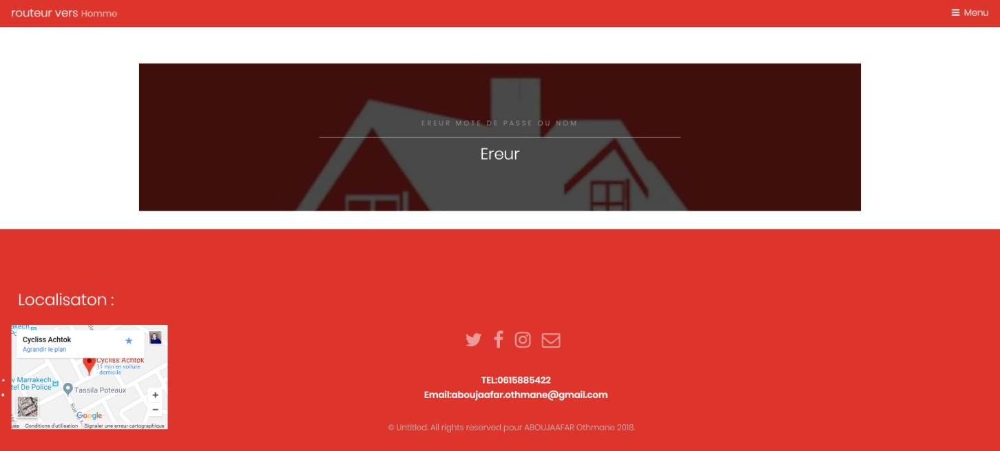 routeur vers Homme
Menu
EREUR MOTE DE PASSE OU NOM
Ereur
Localisaton :
Cycliss Achtok
Agrandir le plan
Cycliss Achtok
11 min en voiture
- domicile
v Marrakech
tel De Police
Tassila Poteaux
Rue
Google
Conditions d'utilisation
Signaler une erreur cartographique
TEL:0615885422
Email:aboujaafar.othmane@gmail.com
© Untitled. All rights reserved pour ABOUJAAFAR Othmane 2018.